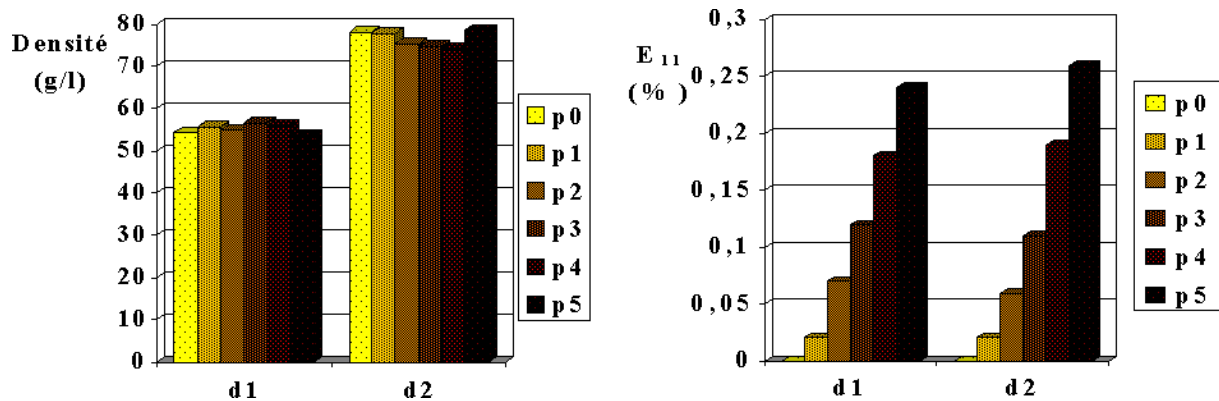 Densité
(g/l)
80
70
60
50
40
30
20
10
0
d1
d2
p0
p1
p2
p3
p4
p5
E₁₁
(%)
0,3
0,25
0,2
0,15
0,1
0,05
0
d1
d2
p0
p1
p2
p3
p4
p5